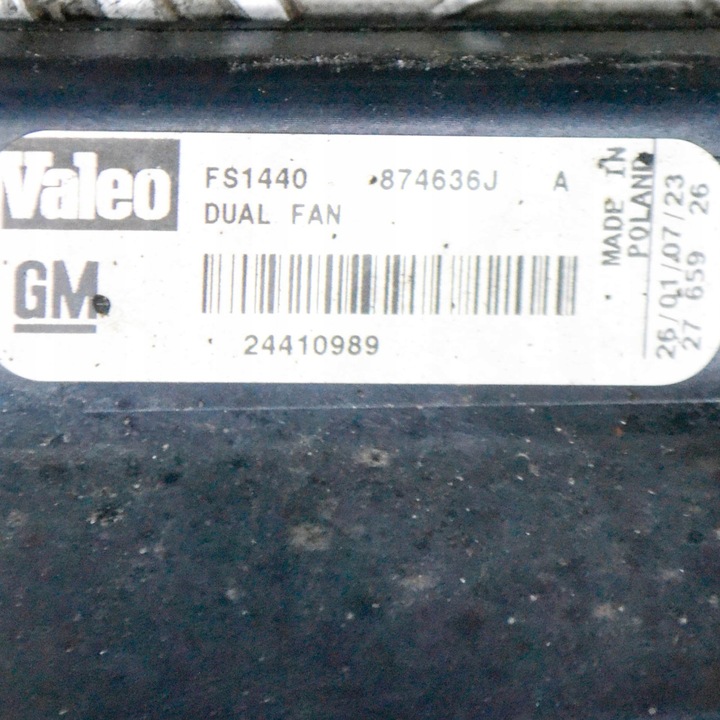 Valeo
FS1440 874636J A
DUAL FAN
GM
24410989
MADE IN
POLAND
26/01/07/23
27 659 26